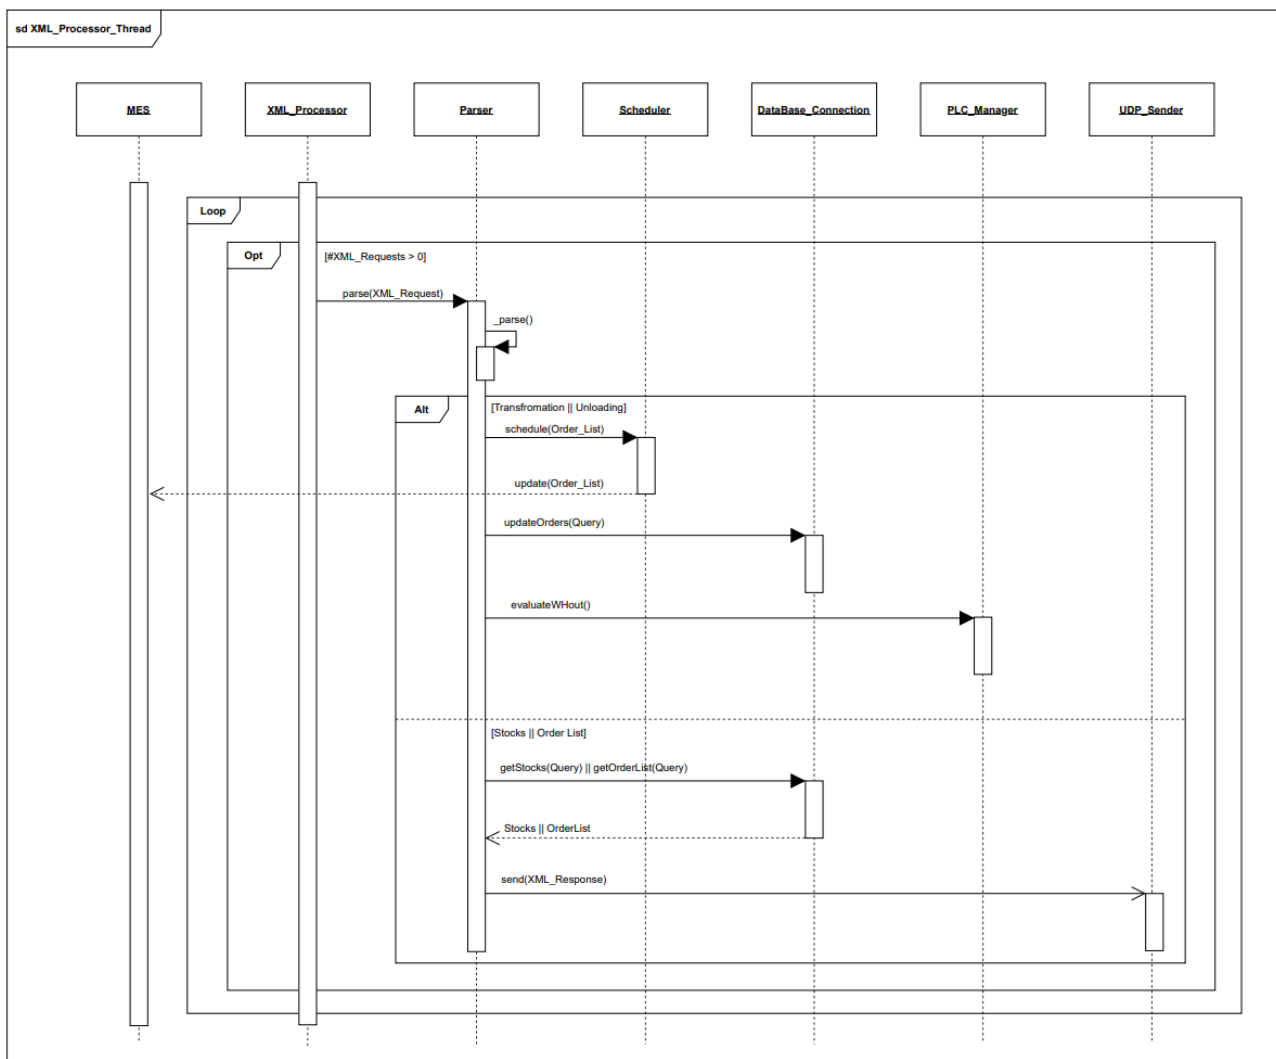 sd XML_Processor_Thread
MES
XML_Processor
Parser
Scheduler
DataBase_Connection
PLC_Manager
UDP_Sender
Loop
Opt
[#XML_Requests > 0]
parse(XML_Request)
_parse()
Alt
[Transfromation || Unloading]
schedule(Order_List)
update(Order_List)
updateOrders(Query)
evaluateWHout()
[Stocks || Order List]
getStocks(Query) || getOrderList(Query)
Stocks || OrderList
send(XML_Response)